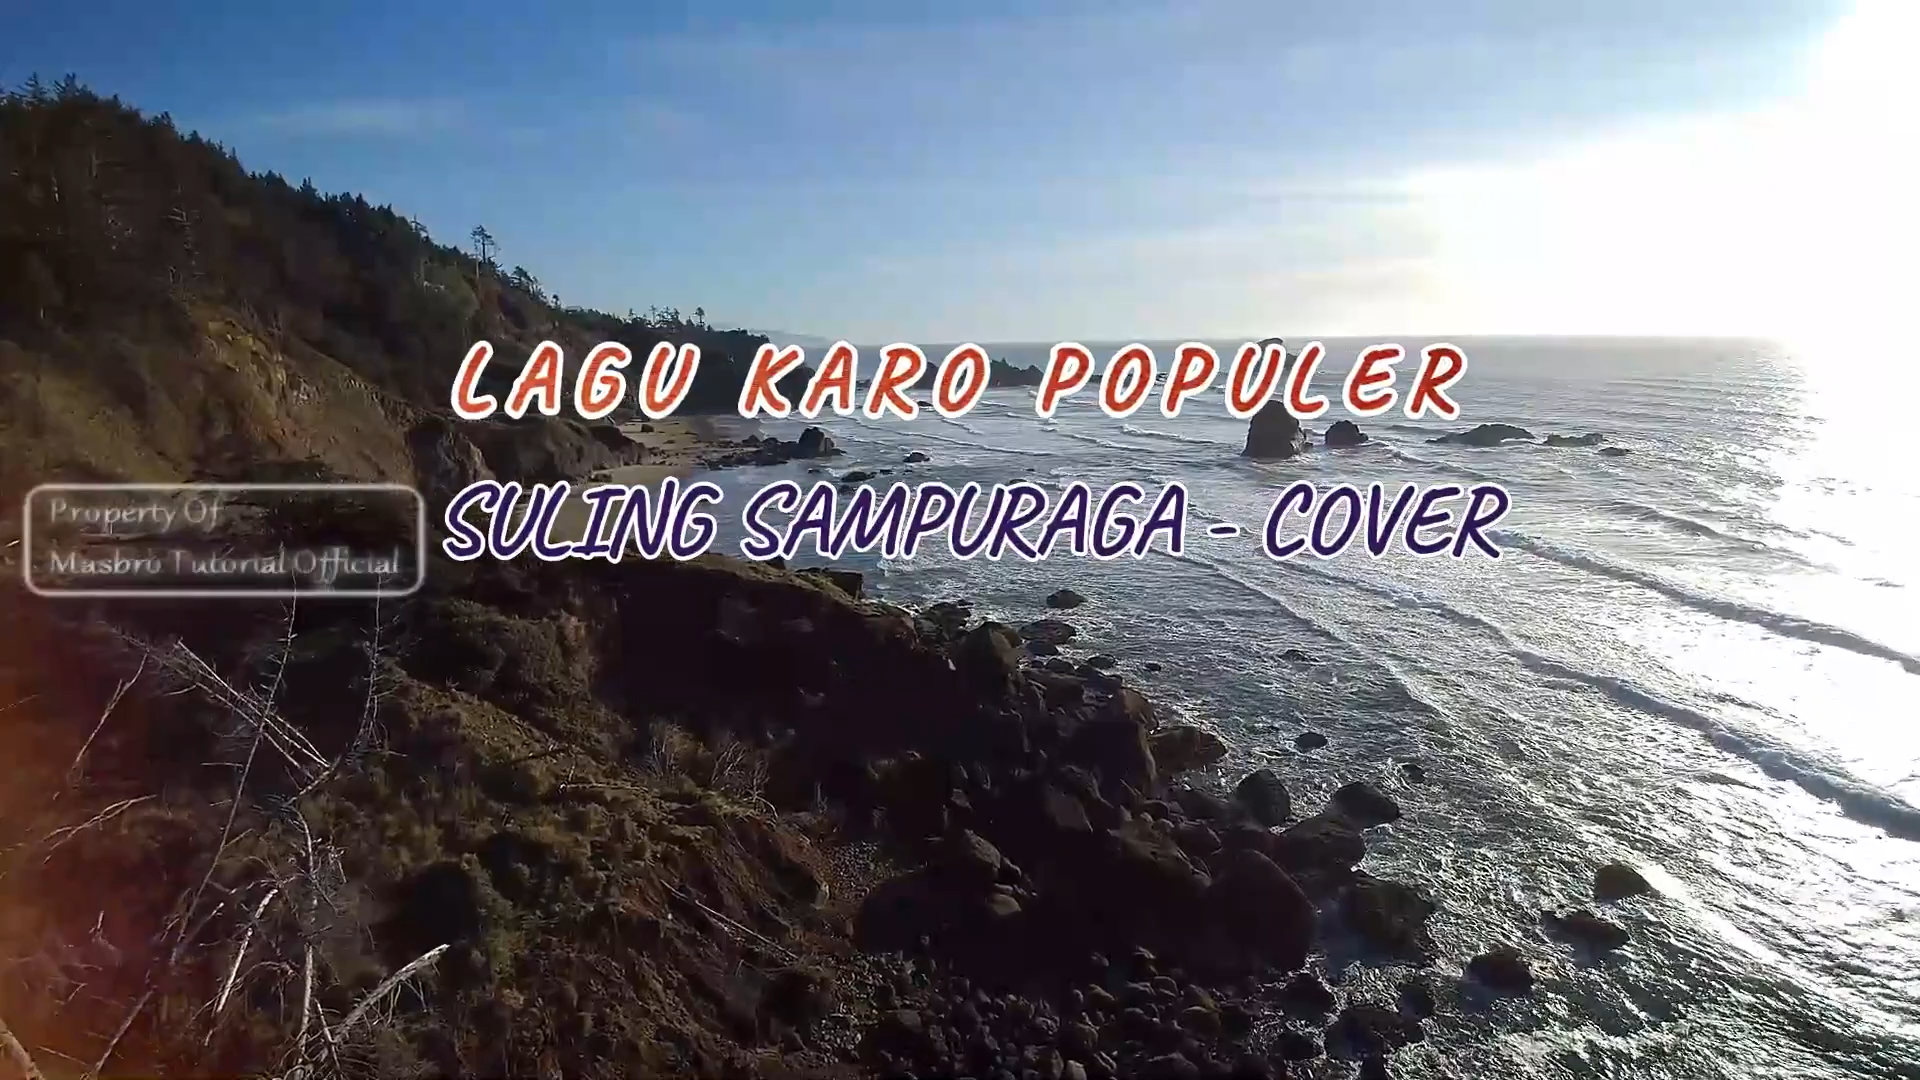 LAGU KARO POPULER
SULING SAMPURAGA - COVER
Property Of
Masbro Tutorial Official